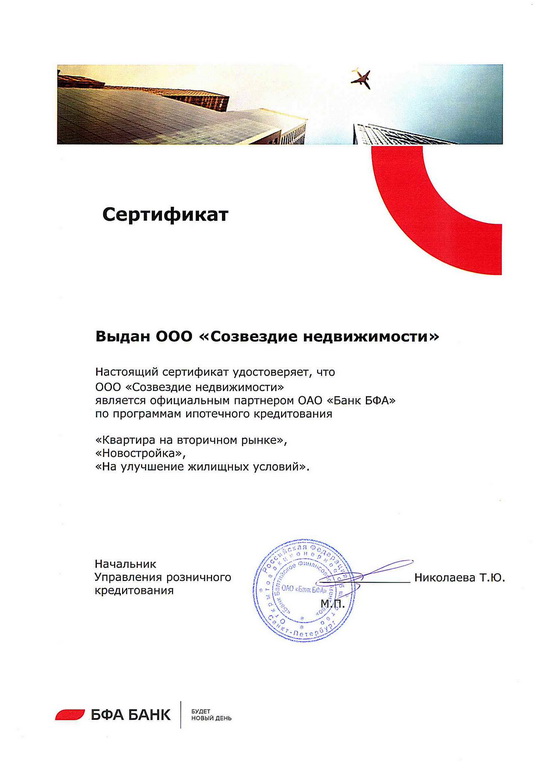 Сертификат
Выдан ООО «Созвездие недвижимости»
Настоящий сертификат удостоверяет, что
ООО «Созвездие недвижимости»
является официальным партнером ОАО «Банк БФА»
по программам ипотечного кредитования
«Квартира на вторичном рынке»,
«Новостройка»,
«На улучшение жилищных условий».
Начальник
Управления розничного
кредитования
Российская Федерация
Санкт-Петербург
ОАО «Банк БФА»
Николаева Т.Ю.
М.П.
БФА БАНК
БУДЕТ
НОВЫЙ ДЕНЬ